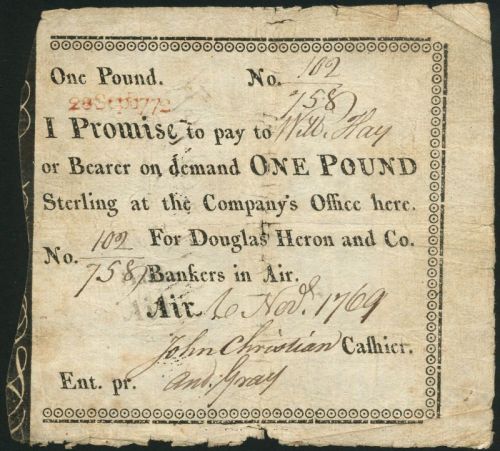 One Pound. No. 102
758
28 SEP 1772
I Promise to pay to Will. Hay
or Bearer on demand ONE POUND
Sterling at the Company's Office here.
No. 102 For Douglas Heron and Co.
758 Bankers in Air.
Air. 6 Novr. 1769
John Christian Caſhier.
Ent. pr. And. Gray